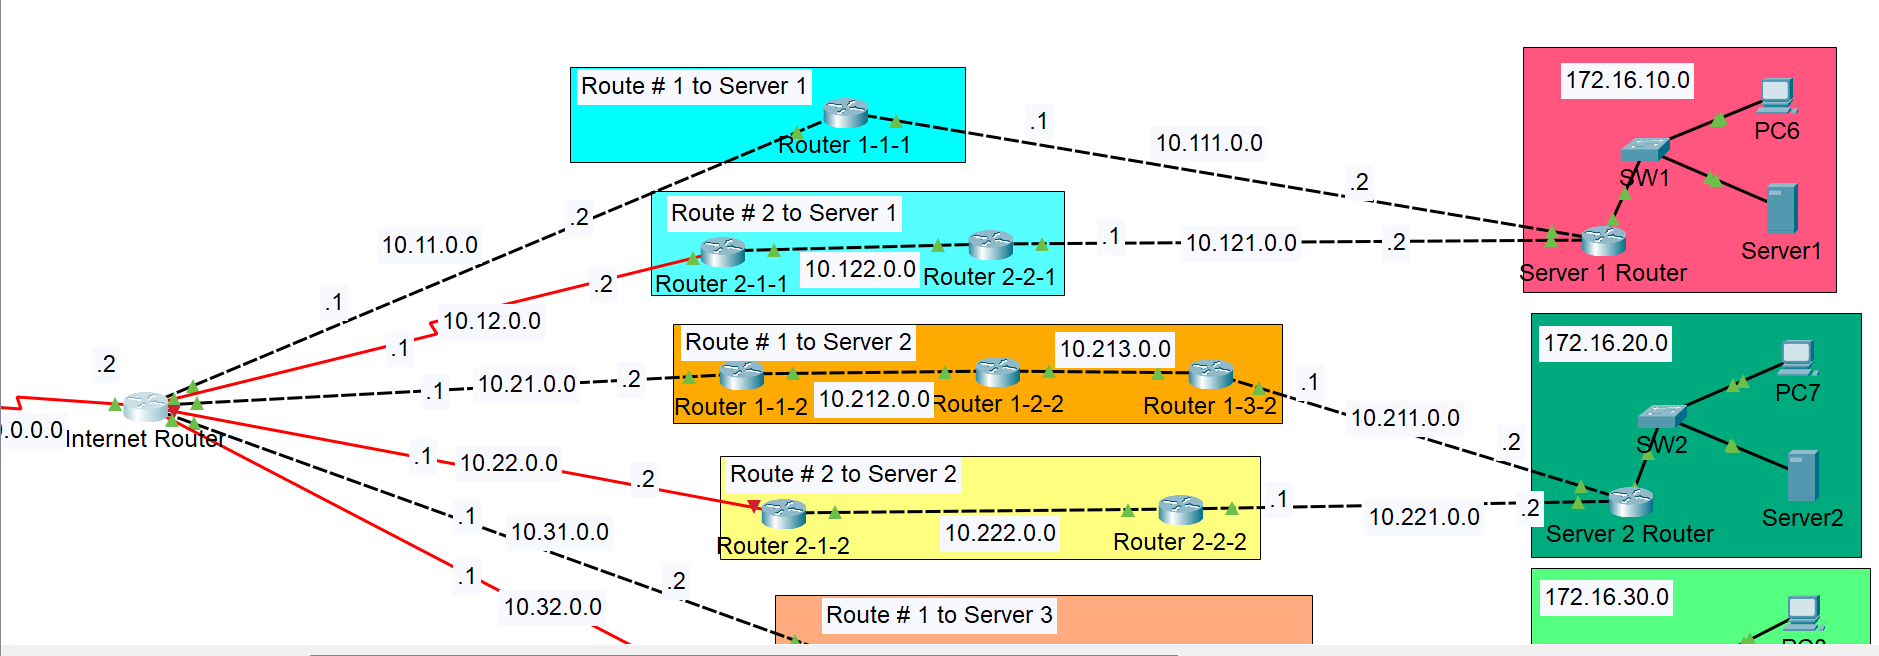 Route # 1 to Server 1
Router 1-1-1
.1
10.111.0.0
.2
172.16.10.0
PC6
SW1
Server1
Server 1 Router
.2
10.11.0.0
.1
Route # 2 to Server 1
Router 2-1-1
10.122.0.0
Router 2-2-1
.1
10.121.0.0
.2
.2
10.12.0.0
.1
.2
Internet Router
Route # 1 to Server 2
10.213.0.0
Router 1-1-2
10.212.0.0
Router 1-2-2
Router 1-3-2
.1
10.21.0.0
.2
.1
10.211.0.0
.2
172.16.20.0
PC7
SW2
Server2
Server 2 Router
.1
10.22.0.0
.2
Route # 2 to Server 2
Router 2-1-2
10.222.0.0
Router 2-2-2
.1
10.221.0.0
.2
.1
10.31.0.0
.2
.1
10.32.0.0
Route # 1 to Server 3
172.16.30.0